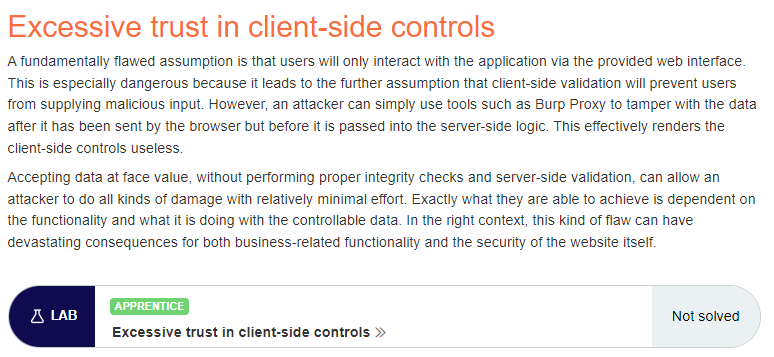 Excessive trust in client-side controls
A fundamentally flawed assumption is that users will only interact with the application via the provided web interface.
This is especially dangerous because it leads to the further assumption that client-side validation will prevent users
from supplying malicious input. However, an attacker can simply use tools such as Burp Proxy to tamper with the data
after it has been sent by the browser but before it is passed into the server-side logic. This effectively renders the
client-side controls useless.
Accepting data at face value, without performing proper integrity checks and server-side validation, can allow an
attacker to do all kinds of damage with relatively minimal effort. Exactly what they are able to achieve is dependent on
the functionality and what it is doing with the controllable data. In the right context, this kind of flaw can have
devastating consequences for both business-related functionality and the security of the website itself.
LAB
APPRENTICE
Excessive trust in client-side controls »
Not solved